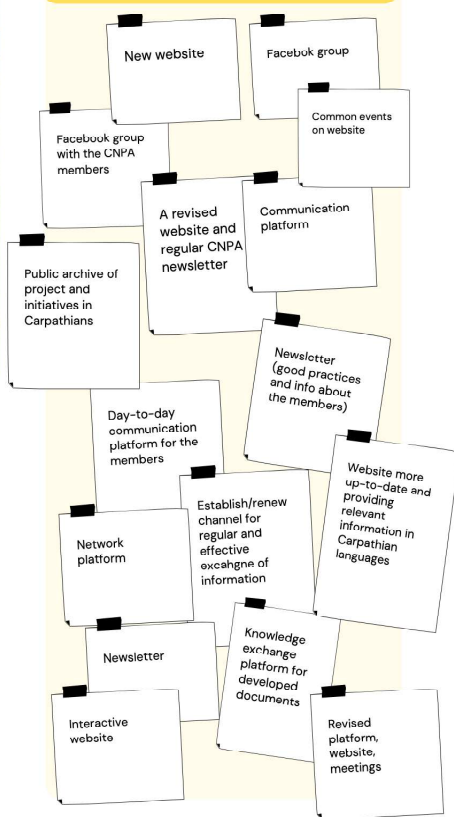 New website
Facebok group
Common events
on website
Facebook group
with the CNPA
members
A revised
website and
regular CNPA
newsletter
Communication
platform
Public archive of
project and
initiatives in
Carpathians
Newsletter
(good practices
and info about
the members)
Day-to-day
communication
platform for the
members
Website more
up-to-date and
providing
relevant
information in
Carpathian
languages
Establish/renew
channel for
regular and
effective
excahgne of
information
Network
platform
Knowledge
exchange
platform for
developed
documents
Newsletter
Interactive
website
Revised
platform,
website,
meetings